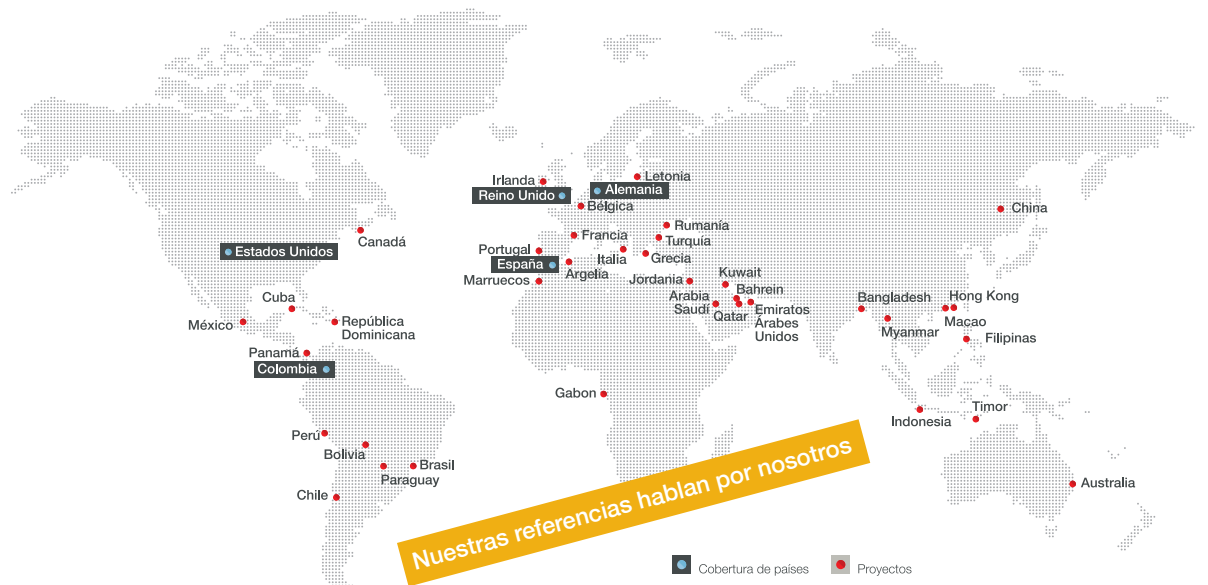 Irlanda
Letonia
Reino Unido
Alemania
Bélgica
China
Canadá
Francia
Rumanía
Turquía
Estados Unidos
Portugal
Italia
Grecia
España
Argelia
Marruecos
Jordania
Kuwait
Cuba
Arabia
Saudí
Bahrein
Qatar
Emiratos
Árabes
Unidos
Bangladesh
Hong Kong
México
República
Dominicana
Myanmar
Macao
Filipinas
Panamá
Colombia
Gabon
Indonesia
Timor
Perú
Bolivia
Paraguay
Brasil
Chile
Australia
Nuestras referencias hablan por nosotros
Cobertura de países
Proyectos